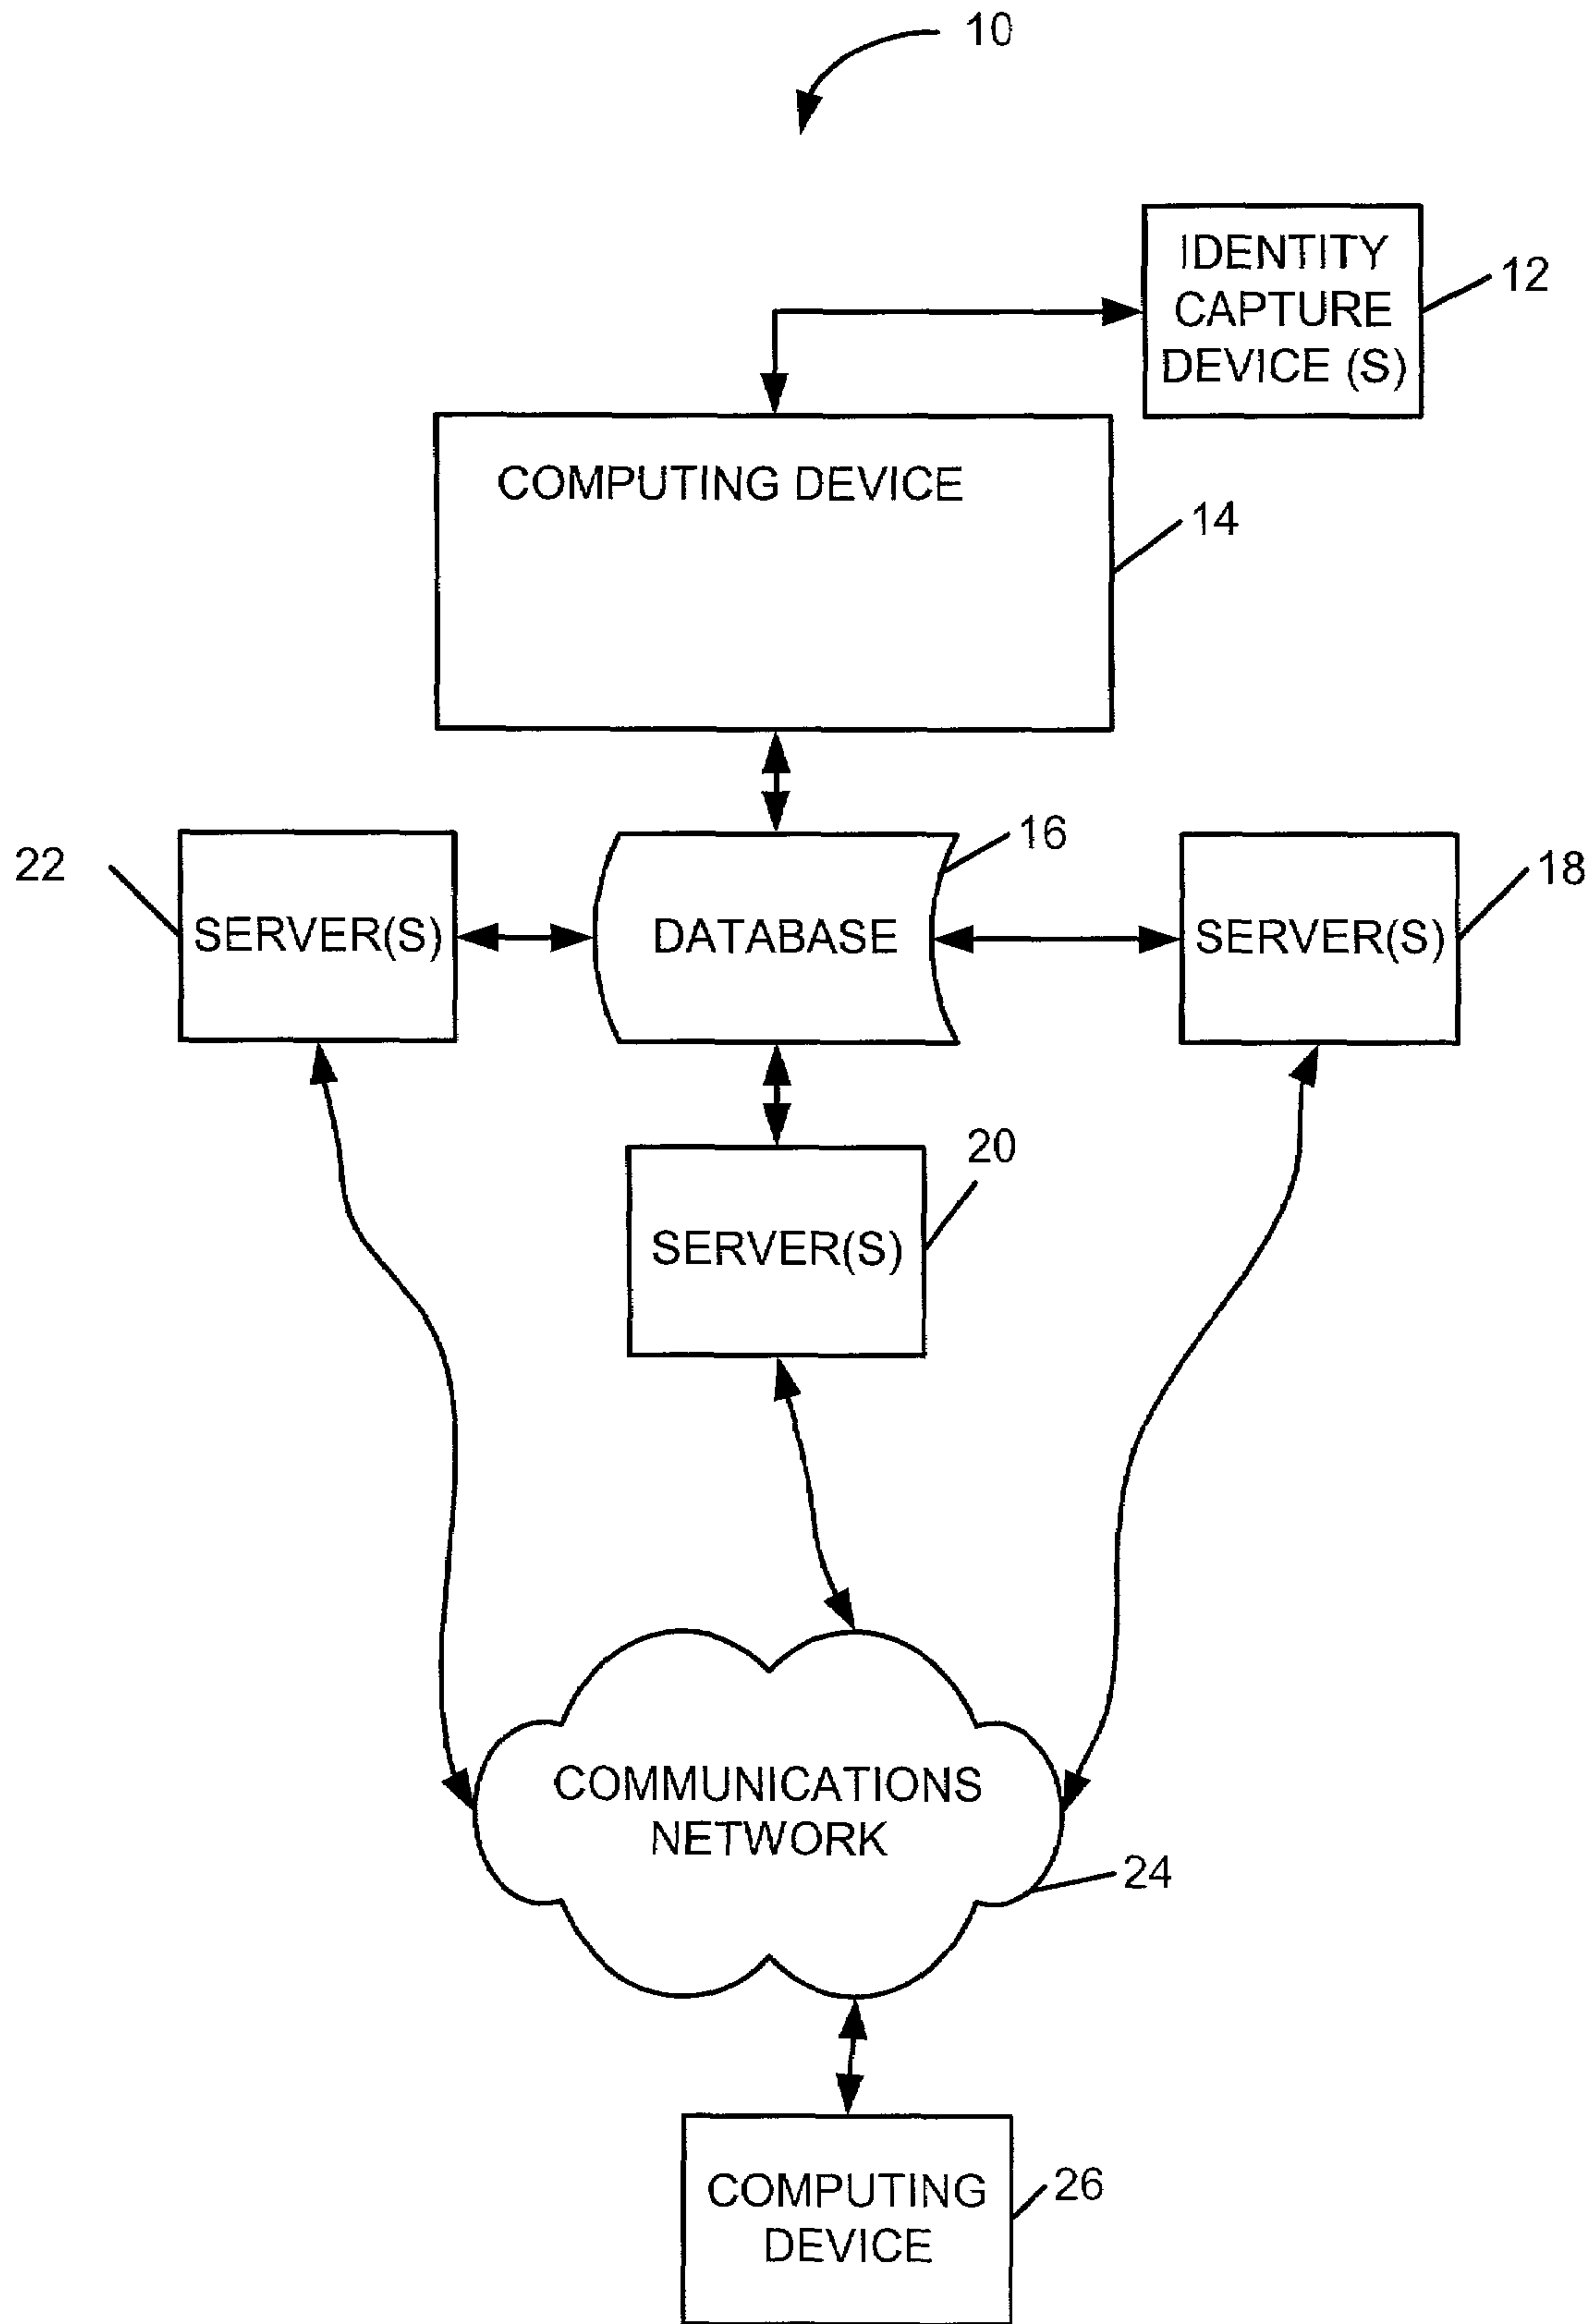 10
IDENTITY
CAPTURE
DEVICE (S)
12
COMPUTING DEVICE
14
22
SERVER(S)
DATABASE
16
SERVER(S)
18
20
SERVER(S)
COMMUNICATIONS
NETWORK
24
COMPUTING
DEVICE
26